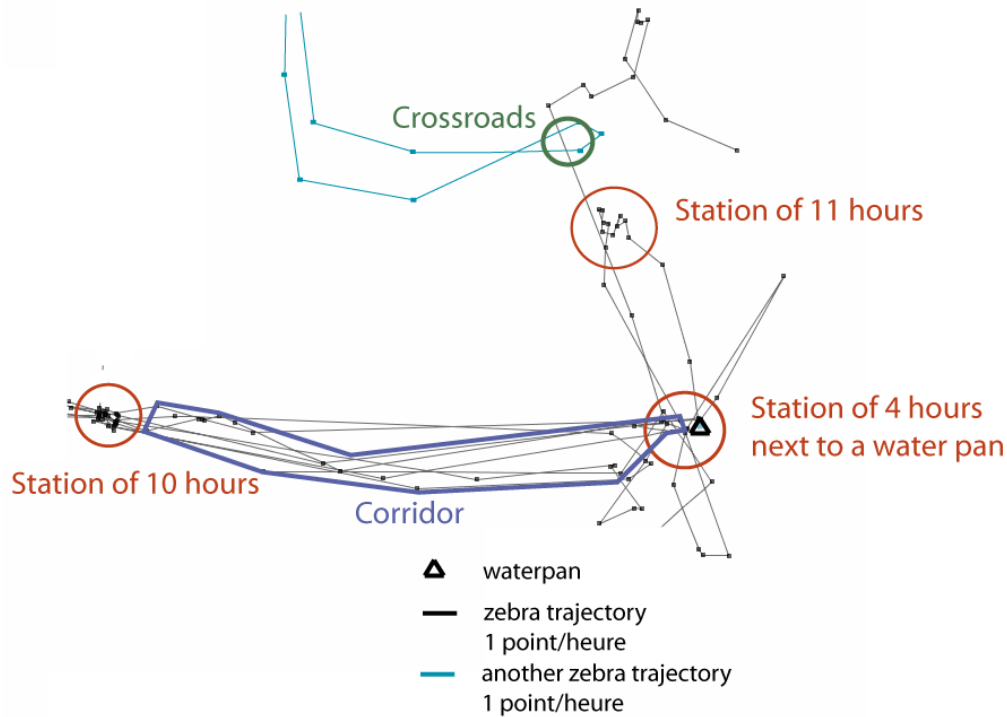 Crossroads
Station of 11 hours
Station of 4 hours
next to a water pan
Station of 10 hours
Corridor
waterpan
zebra trajectory
1 point/heure
another zebra trajectory
1 point/heure